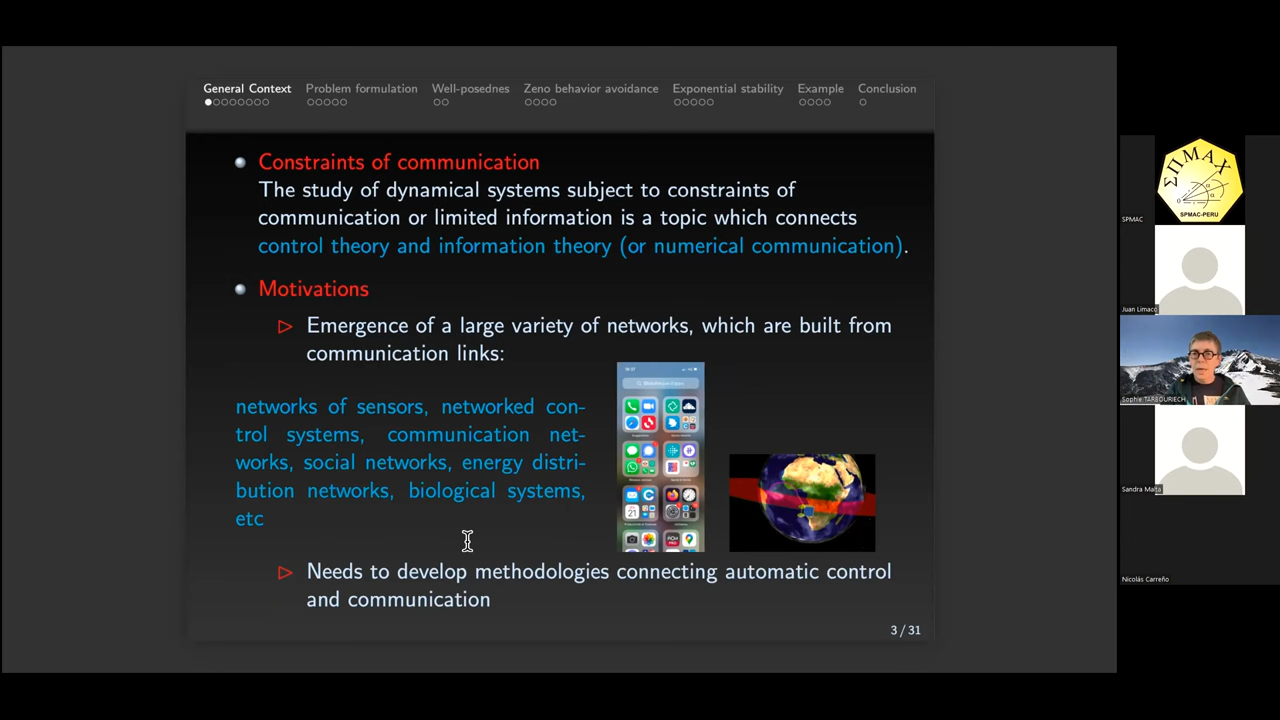 General Context Problem formulation Well-posednes Zeno behavior avoidance Exponential stability Example Conclusion
Constraints of communication
The study of dynamical systems subject to constraints of
communication or limited information is a topic which connects
control theory and information theory (or numerical communication).
Motivations
Emergence of a large variety of networks, which are built from
communication links:
networks of sensors, networked con-
trol systems, communication net-
works, social networks, energy distri-
bution networks, biological systems,
etc
Needs to develop methodologies connecting automatic control
and communication
3 / 31
ΣΠMAX
SPMAC-PERU
SPMAC
Juan Limaco
Sophie TARBOURIECH
Sandra Malta
Nicolás Carreño